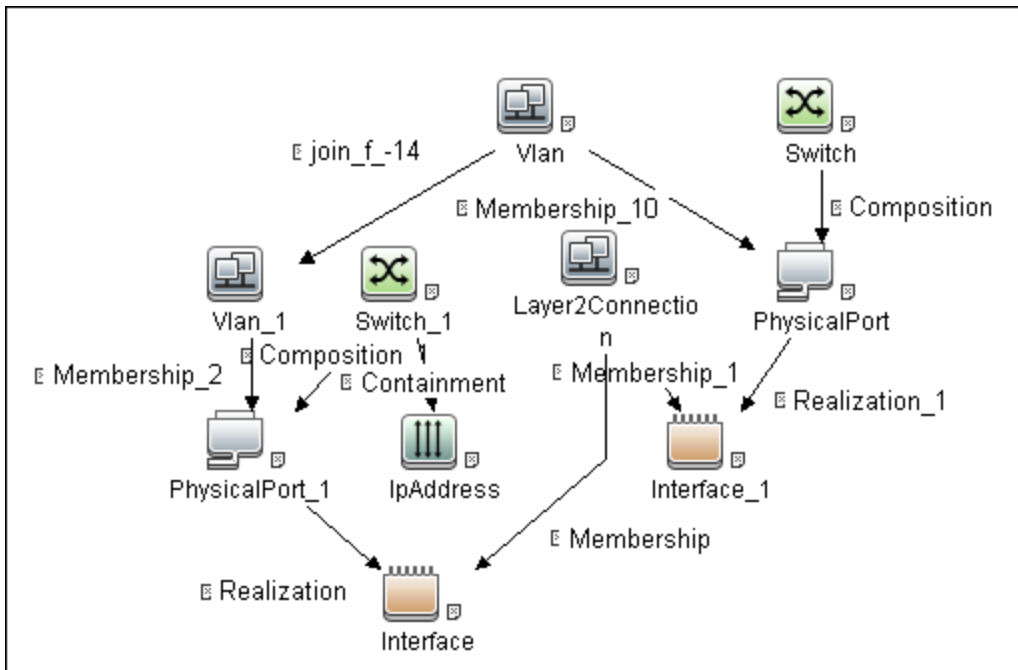 Vlan
Switch
join_f_-14
Membership_10
Composition
Vlan_1
Switch_1
Layer2Connectio
n
PhysicalPort
Composition
Membership_2
Containment
Membership_1
Realization_1
PhysicalPort_1
IpAddress
Interface_1
Membership
Realization
Interface